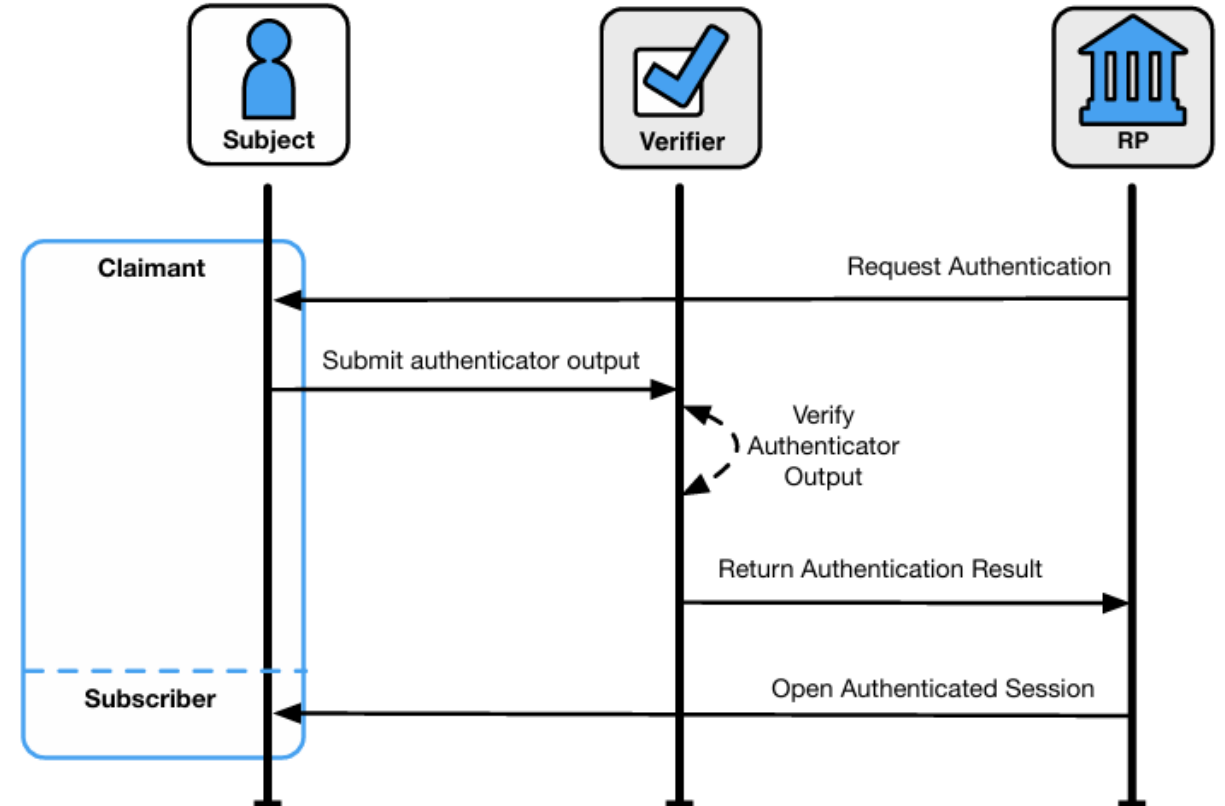 Subject
Verifier
RP
Claimant
Request Authentication
Submit authenticator output
Verify
Authenticator
Output
Return Authentication Result
Subscriber
Open Authenticated Session